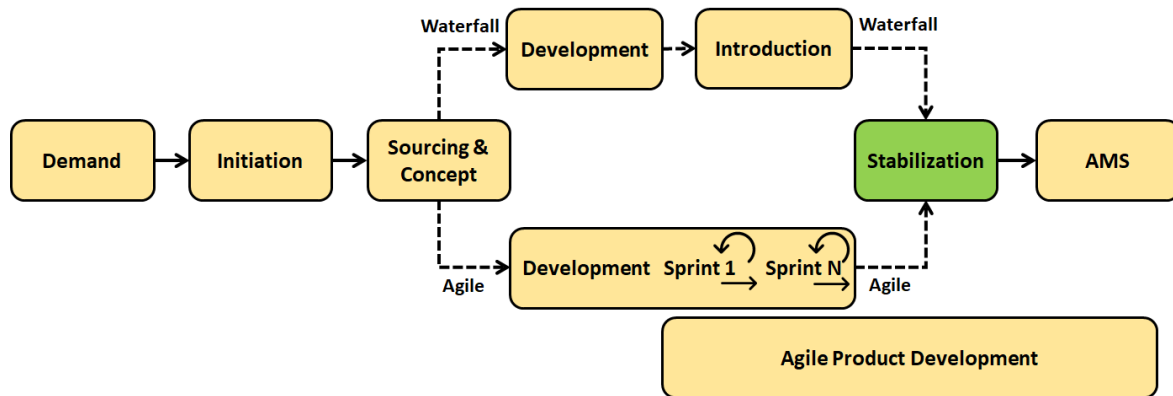 Waterfall
Development
Introduction
Waterfall
Demand
Initiation
Sourcing &
Concept
Stabilization
AMS
Development Sprint 1 Sprint N
Agile
Agile
Agile Product Development